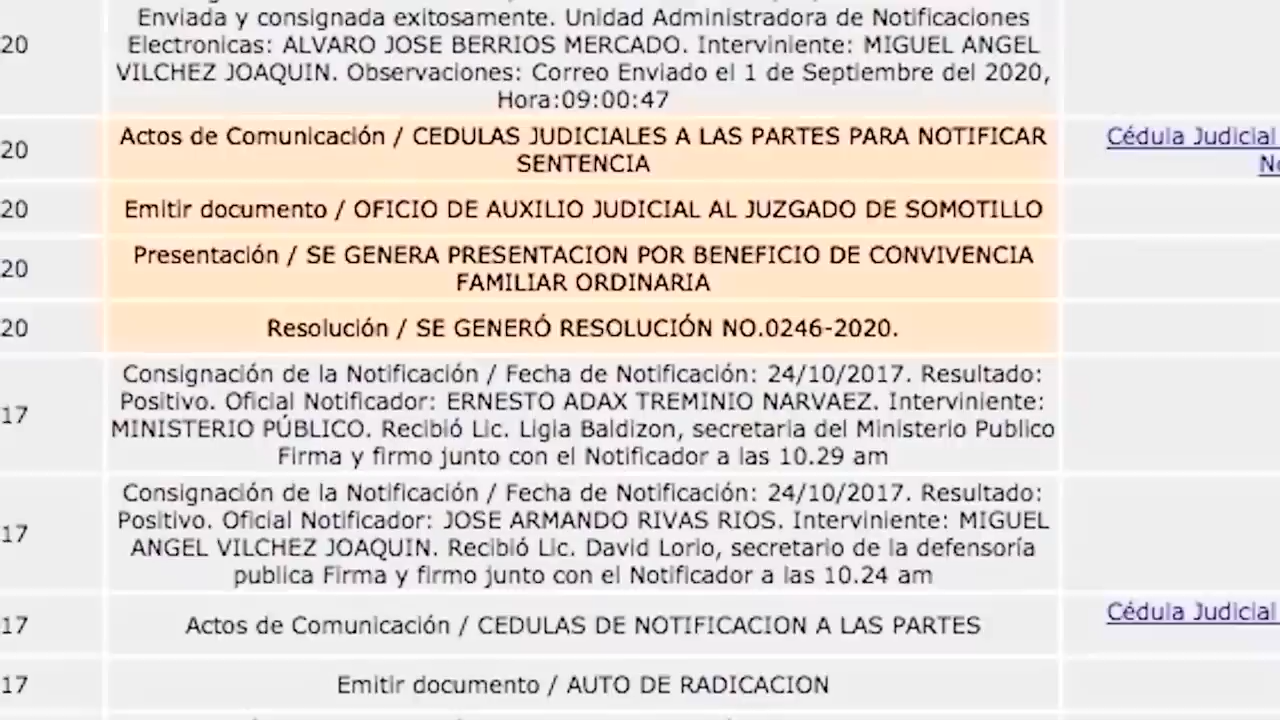 Enviada y consignada exitosamente. Unidad Administradora de Notificaciones
20
Electronicas: ALVARO JOSE BERRIOS MERCADO. Interviniente: MIGUEL ANGEL
VILCHEZ JOAQUIN. Observaciones: Correo Enviado el 1 de Septiembre del 2020,
Hora:09:00:47
20
Actos de Comunicación / CEDULAS JUDICIALES A LAS PARTES PARA NOTIFICAR
SENTENCIA
Cédula Judicial
20
Emitir documento / OFICIO DE AUXILIO JUDICIAL AL JUZGADO DE SOMOTILLO
20
Presentación / SE GENERA PRESENTACION POR BENEFICIO DE CONVIVENCIA
FAMILIAR ORDINARIA
20
Resolución / SE GENERÓ RESOLUCIÓN NO.0246-2020.
17
Consignación de la Notificación / Fecha de Notificación: 24/10/2017. Resultado:
Positivo. Oficial Notificador: ERNESTO ADAX TREMINIO NARVAEZ. Interviniente:
MINISTERIO PÚBLICO. Recibió Lic. Ligia Baldizon, secretaria del Ministerio Publico
Firma y firmo junto con el Notificador a las 10.29 am
17
Consignación de la Notificación / Fecha de Notificación: 24/10/2017. Resultado:
Positivo. Oficial Notificador: JOSE ARMANDO RIVAS RIOS. Interviniente: MIGUEL
ANGEL VILCHEZ JOAQUIN. Recibió Lic. David Lorio, secretario de la defensoría
publica Firma y firmo junto con el Notificador a las 10.24 am
17
Actos de Comunicación / CEDULAS DE NOTIFICACION A LAS PARTES
Cédula Judicial
17
Emitir documento / AUTO DE RADICACION